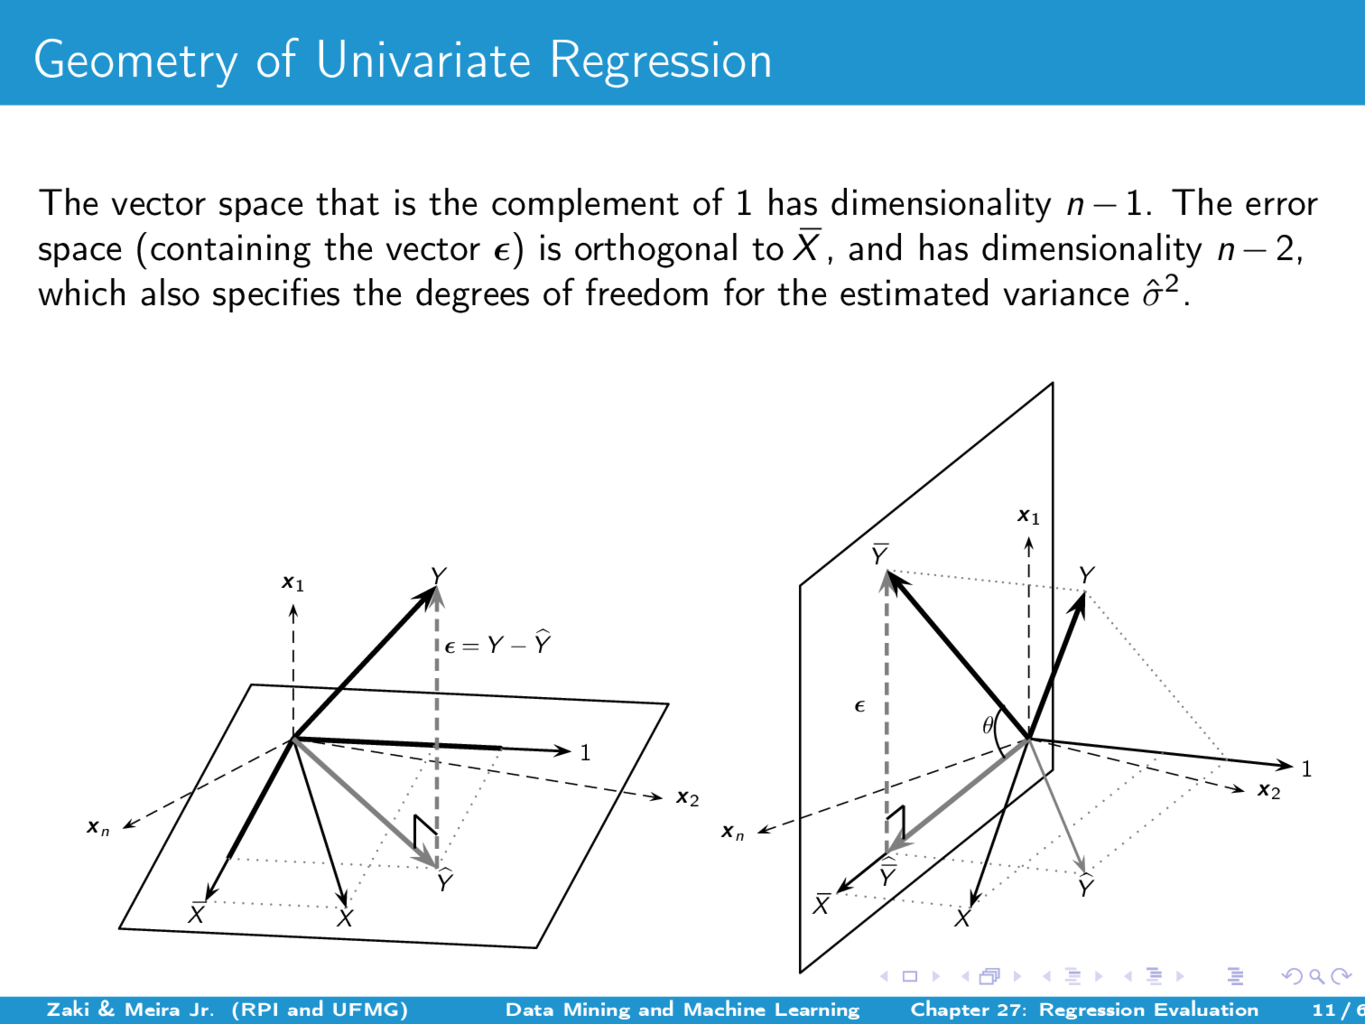 Geometry of Univariate Regression
The vector space that is the complement of 1 has dimensionality n − 1. The error
space (containing the vector ϵ) is orthogonal to X̅, and has dimensionality n − 2,
which also specifies the degrees of freedom for the estimated variance σ̂².
x₁
Y
ϵ = Y − Ŷ
1
x₂
xₙ
Ŷ
X̅
X
x₁
Y̅
Y
ϵ
θ
1
x₂
xₙ
Y̅̂
Ŷ
X̅
X
Zaki & Meira Jr. (RPI and UFMG) Data Mining and Machine Learning Chapter 27: Regression Evaluation 11 / 6